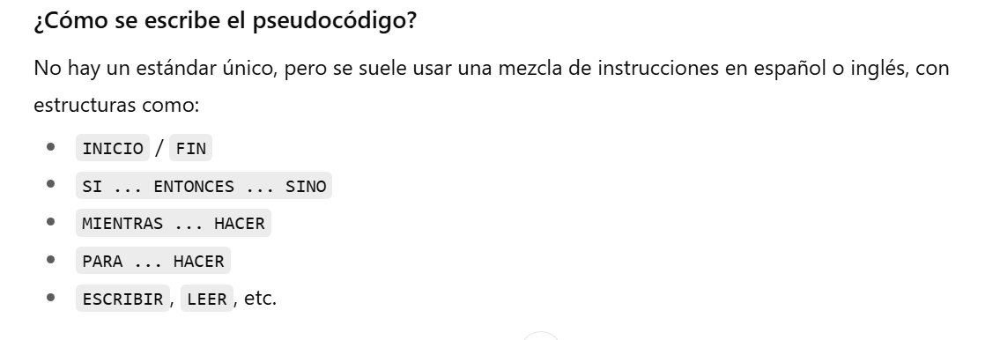 ¿Cómo se escribe el pseudocódigo?
No hay un estándar único, pero se suele usar una mezcla de instrucciones en español o inglés, con
estructuras como:
• INICIO / FIN
• SI ... ENTONCES ... SINO
• MIENTRAS ... HACER
• PARA ... HACER
• ESCRIBIR, LEER, etc.